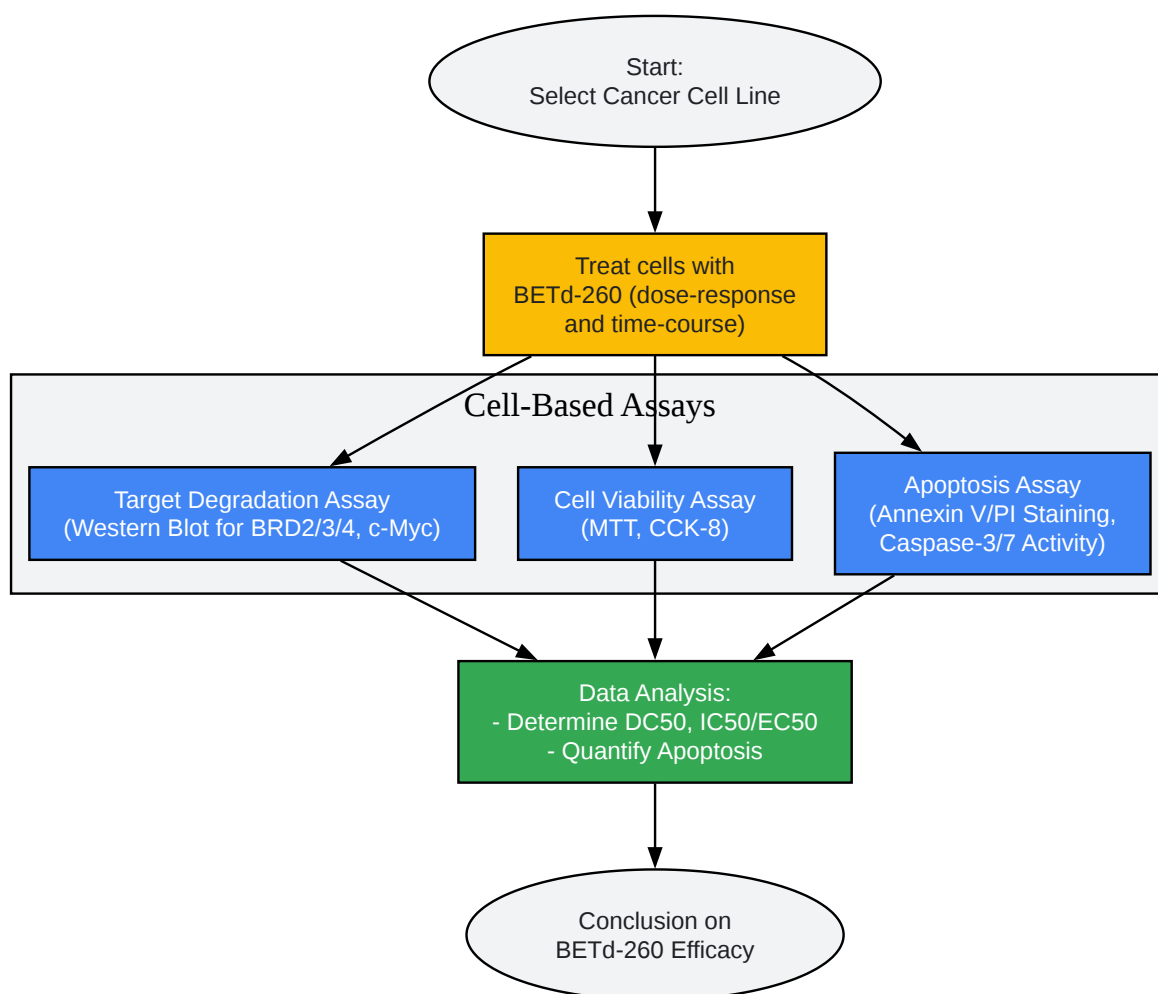 Start:
Select Cancer Cell Line
Treat cells with
BETd-260 (dose-response
and time-course)
Cell-Based Assays
Target Degradation Assay
(Western Blot for BRD2/3/4, c-Myc)
Cell Viability Assay
(MTT, CCK-8)
Apoptosis Assay
(Annexin V/PI Staining,
Caspase-3/7 Activity)
Data Analysis:
- Determine DC50, IC50/EC50
- Quantify Apoptosis
Conclusion on
BETd-260 Efficacy